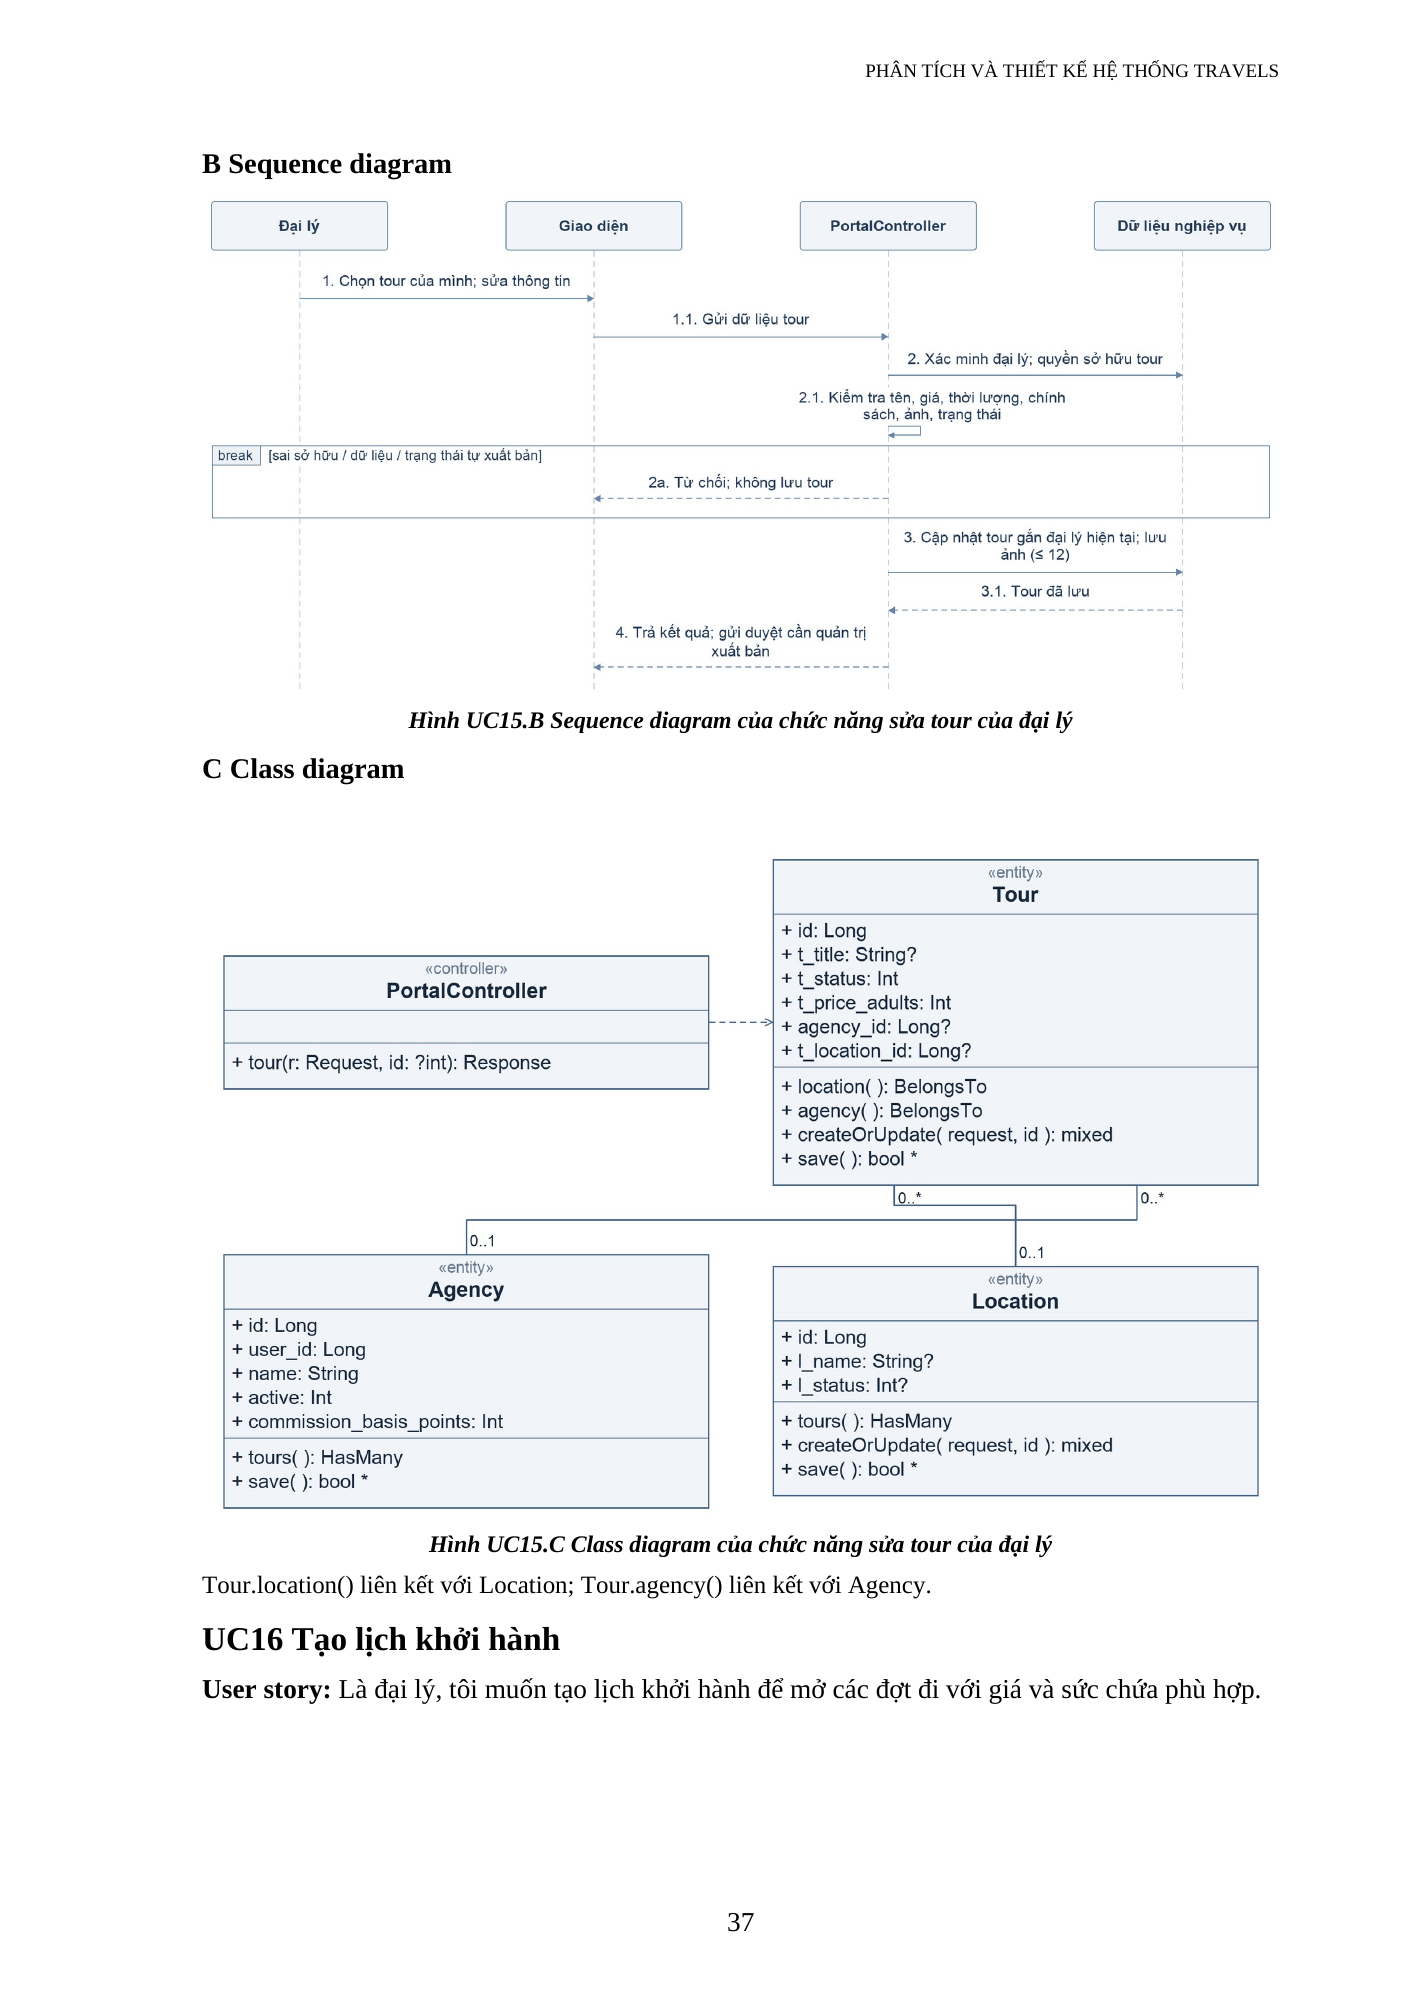 PHÂN TÍCH VÀ THIẾT KẾ HỆ THỐNG TRAVELS
B Sequence diagram
Đại lý
Giao diện
PortalController
Dữ liệu nghiệp vụ
1. Chọn tour của mình; sửa thông tin
1.1. Gửi dữ liệu tour
2. Xác minh đại lý; quyền sở hữu tour
2.1. Kiểm tra tên, giá, thời lượng, chính
sách, ảnh, trạng thái
break [sai sở hữu / dữ liệu / trạng thái tự xuất bản]
2a. Từ chối; không lưu tour
3. Cập nhật tour gắn đại lý hiện tại; lưu
ảnh (≤ 12)
3.1. Tour đã lưu
4. Trả kết quả; gửi duyệt cần quản trị
xuất bản
Hình UC15.B Sequence diagram của chức năng sửa tour của đại lý
C Class diagram
«entity»
Tour
+ id: Long
+ t_title: String?
+ t_status: Int
+ t_price_adults: Int
+ agency_id: Long?
+ t_location_id: Long?
+ location( ): BelongsTo
+ agency( ): BelongsTo
+ createOrUpdate( request, id ): mixed
+ save( ): bool *
«controller»
PortalController
+ tour(r: Request, id: ?int): Response
0..*
0..*
0..1
0..1
«entity»
Agency
+ id: Long
+ user_id: Long
+ name: String
+ active: Int
+ commission_basis_points: Int
+ tours( ): HasMany
+ save( ): bool *
«entity»
Location
+ id: Long
+ l_name: String?
+ l_status: Int?
+ tours( ): HasMany
+ createOrUpdate( request, id ): mixed
+ save( ): bool *
Hình UC15.C Class diagram của chức năng sửa tour của đại lý
Tour.location() liên kết với Location; Tour.agency() liên kết với Agency.
UC16 Tạo lịch khởi hành
User story: Là đại lý, tôi muốn tạo lịch khởi hành để mở các đợt đi với giá và sức chứa phù hợp.
37